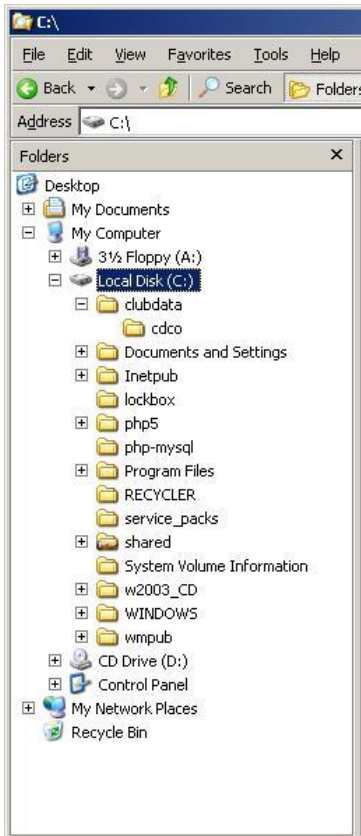 C:\
File Edit View Favorites Tools Help
Back Search Folders
Address C:\
Folders
Desktop
My Documents
My Computer
3½ Floppy (A:)
Local Disk (C:)
clubdata
cdco
Documents and Settings
Inetpub
lockbox
php5
php-mysql
Program Files
RECYCLER
service_packs
shared
System Volume Information
w2003_CD
WINDOWS
wmpub
CD Drive (D:)
Control Panel
My Network Places
Recycle Bin